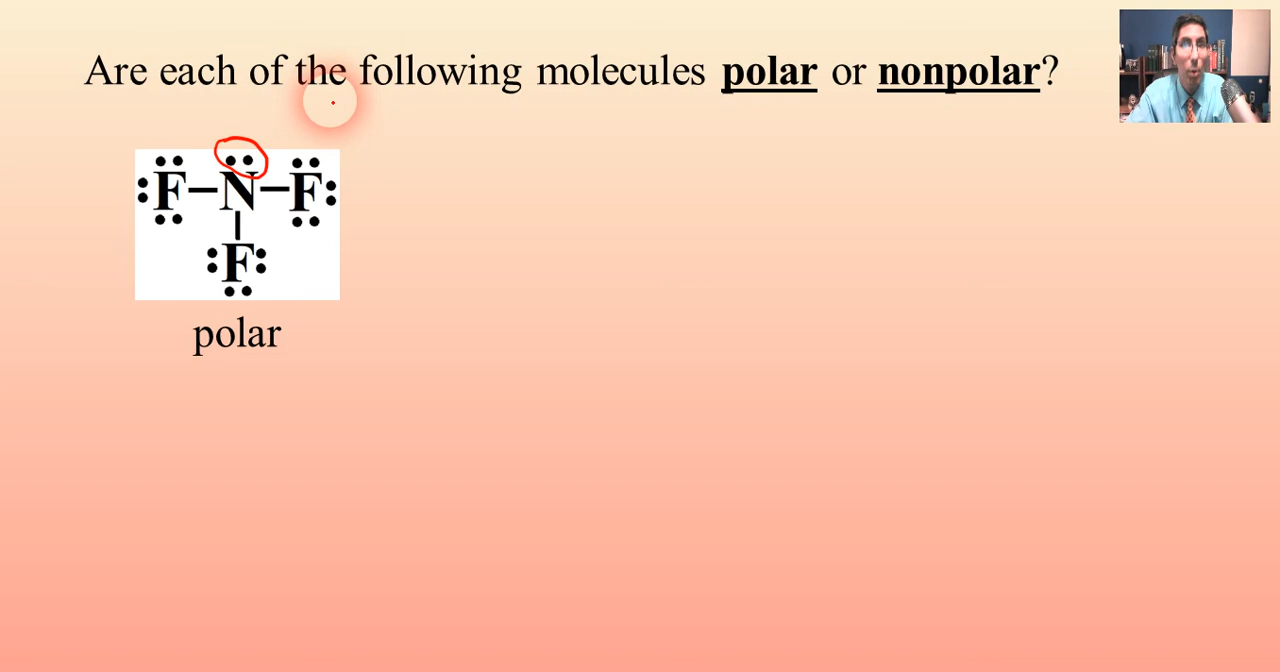 Are each of the following molecules polar or nonpolar?
:F̤̈–N̈–F̤̈:
|
:F̤:
polar